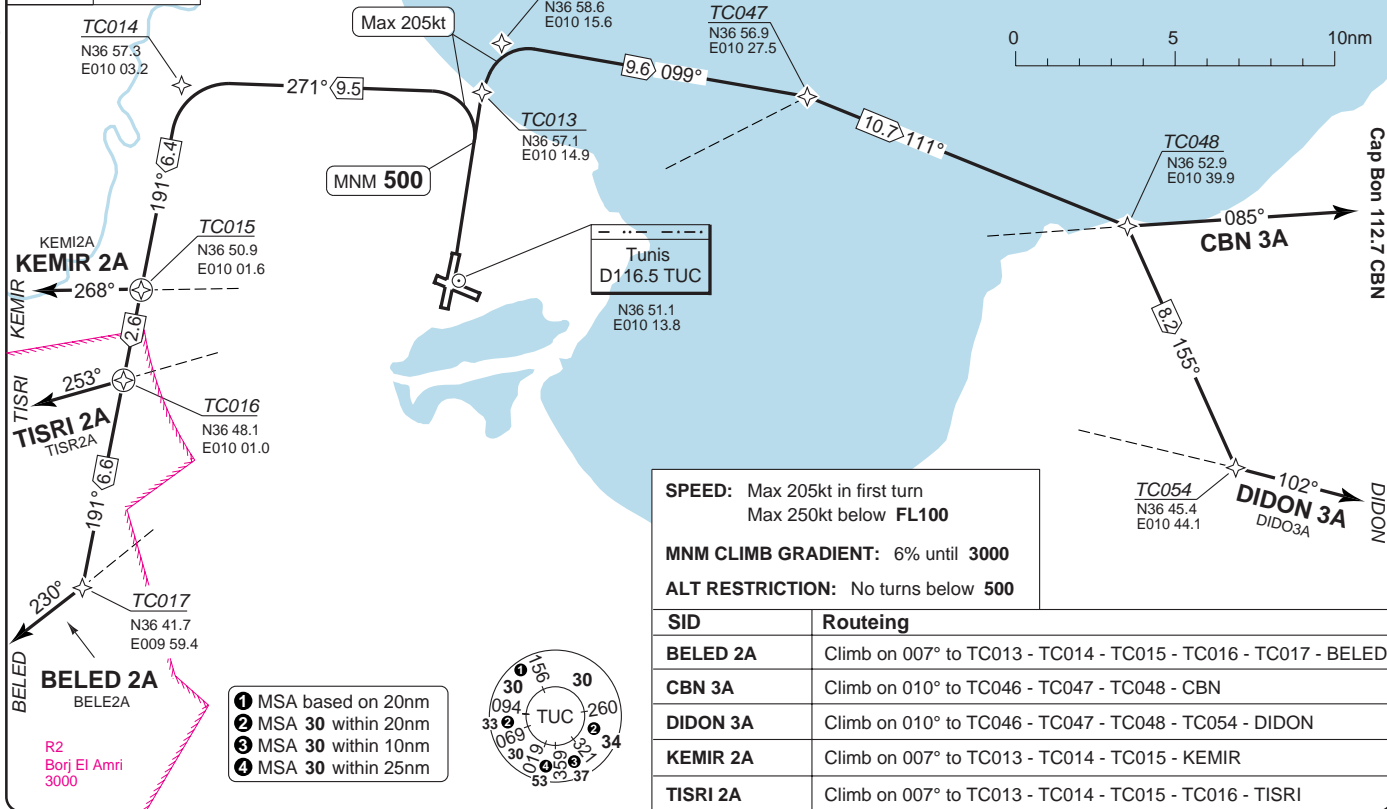 N36 58.6
E010 15.6
TC014
N36 57.3
E010 03.2
Max 205kt
TC047
N36 56.9
E010 27.5
0 5 10nm
271° 9.5
9.6 099°
TC013
N36 57.1
E010 14.9
10.7 111°
TC048
N36 52.9
E010 39.9
Cap Bon 112.7 CBN
6.4
191°
MNM 500
085°
CBN 3A
TC015
N36 50.9
E010 01.6
KEMI2A
KEMIR 2A
268°
KEMIR
Tunis
D116.5 TUC
N36 51.1
E010 13.8
2.6
8.2
155°
253°
TISRI
TISRI 2A
TISR2A
TC016
N36 48.1
E010 01.0
6.6
191°
TC054
N36 45.4
E010 44.1
102°
DIDON 3A
DIDO3A
DIDON
230°
TC017
N36 41.7
E009 59.4
BELED
BELED 2A
BELE2A
R2
Borj El Amri
3000
1 MSA based on 20nm
2 MSA 30 within 20nm
3 MSA 30 within 10nm
4 MSA 30 within 25nm
TUC
156
30
30
094
260
33 2
069
2
34
30
019
359
321
4
3
53
37
SPEED: Max 205kt in first turn
Max 250kt below FL100
MNM CLIMB GRADIENT: 6% until 3000
ALT RESTRICTION: No turns below 500
SID Routeing
BELED 2A Climb on 007° to TC013 - TC014 - TC015 - TC016 - TC017 - BELED
CBN 3A Climb on 010° to TC046 - TC047 - TC048 - CBN
DIDON 3A Climb on 010° to TC046 - TC047 - TC048 - TC054 - DIDON
KEMIR 2A Climb on 007° to TC013 - TC014 - TC015 - KEMIR
TISRI 2A Climb on 007° to TC013 - TC014 - TC015 - TC016 - TISRI